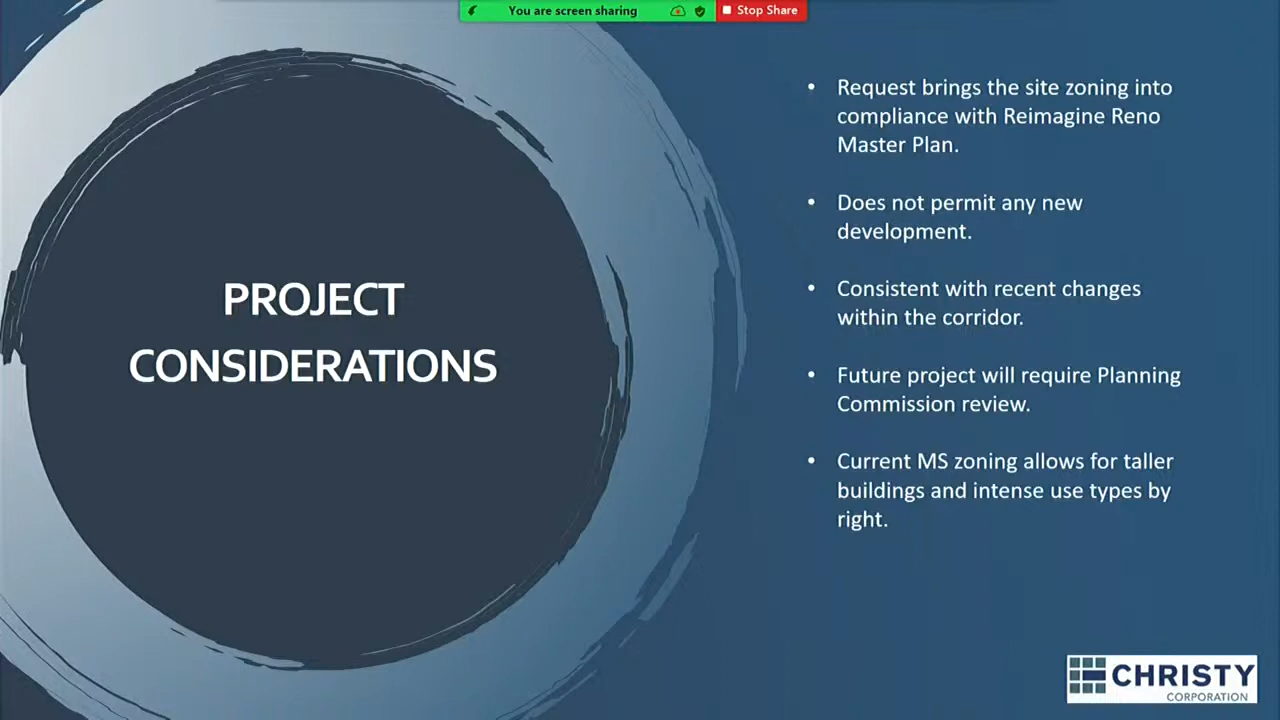 You are screen sharing
Stop Share
PROJECT
CONSIDERATIONS
• Request brings the site zoning into
compliance with Reimagine Reno
Master Plan.
• Does not permit any new
development.
• Consistent with recent changes
within the corridor.
• Future project will require Planning
Commission review.
• Current MS zoning allows for taller
buildings and intense use types by
right.
CHRISTY
CORPORATION